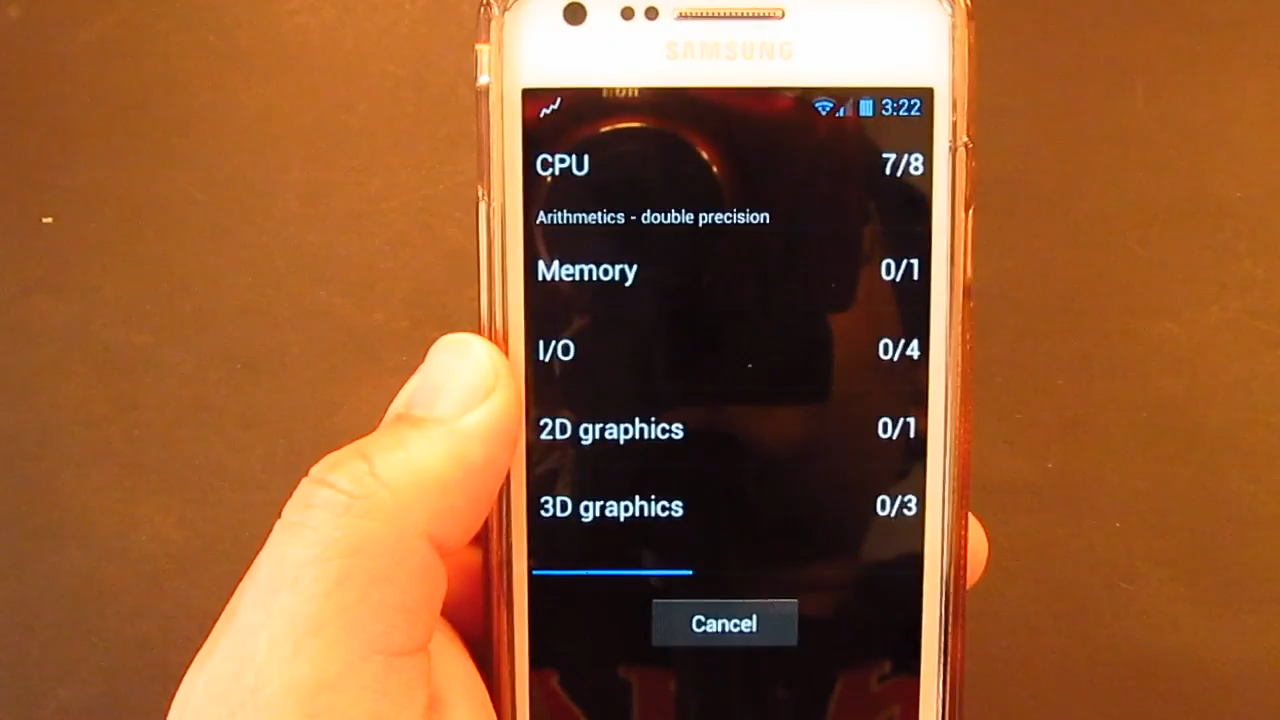 SAMSUNG
3:22
CPU 7/8
Arithmetics - double precision
Memory 0/1
I/O 0/4
2D graphics 0/1
3D graphics 0/3
Cancel